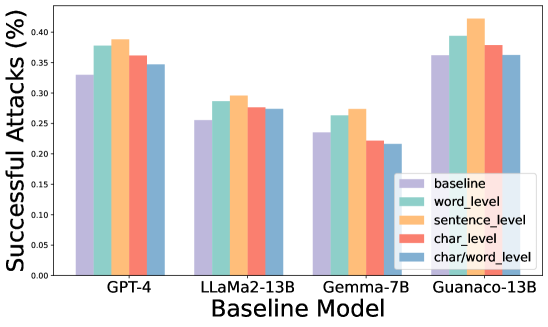 Successful Attacks (%)
0.40
0.35
0.30
0.25
0.20
0.15
0.10
0.05
0.00
baseline
word_level
sentence_level
char_level
char/word_level
GPT-4 LLaMa2-13B Gemma-7B Guanaco-13B
Baseline Model